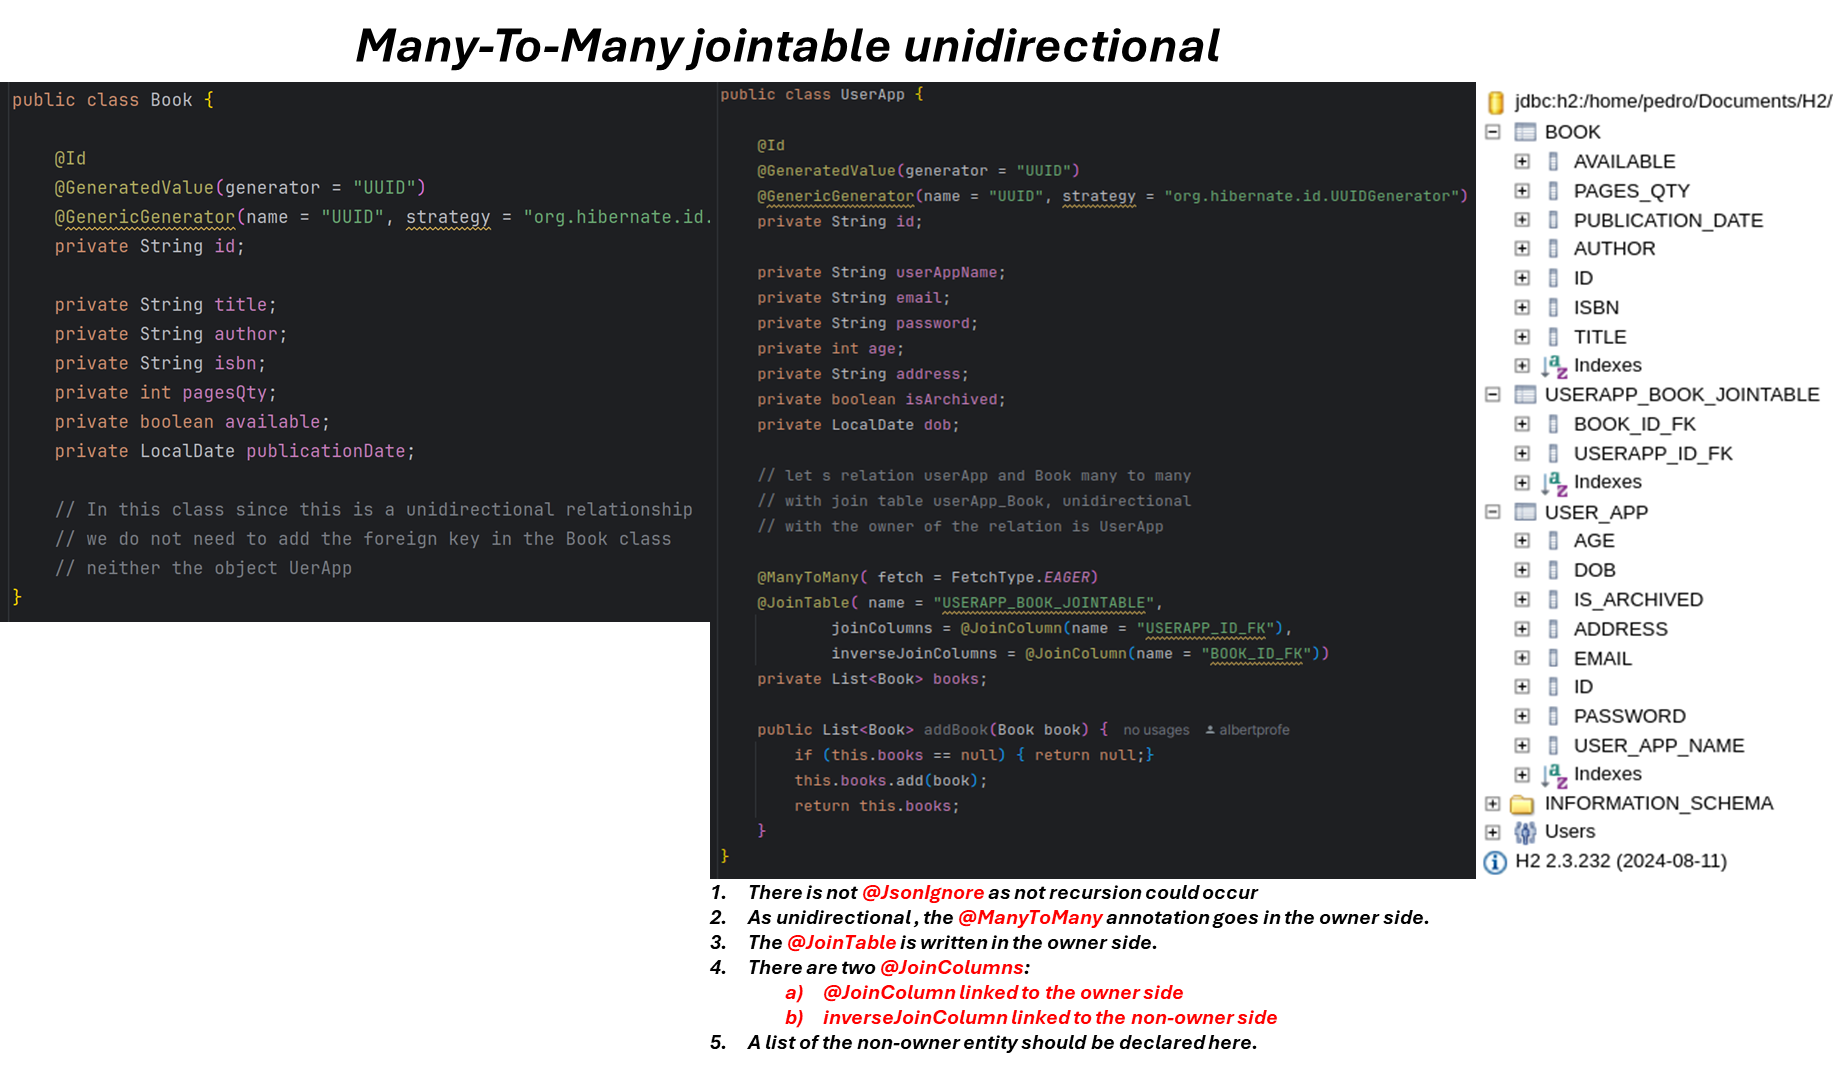 Many-To-Many jointable unidirectional
public class Book {
@Id
@GeneratedValue(generator = "UUID")
@GenericGenerator(name = "UUID", strategy = "org.hibernate.id.
private String id;
private String title;
private String author;
private String isbn;
private int pagesQty;
private boolean available;
private LocalDate publicationDate;
// In this class since this is a unidirectional relationship
// we do not need to add the foreign key in the Book class
// neither the object UerApp
}
public class UserApp {
@Id
@GeneratedValue(generator = "UUID")
@GenericGenerator(name = "UUID", strategy = "org.hibernate.id.UUIDGenerator")
private String id;
private String userAppName;
private String email;
private String password;
private int age;
private String address;
private boolean isArchived;
private LocalDate dob;
// let s relation userApp and Book many to many
// with join table userApp_Book, unidirectional
// with the owner of the relation is UserApp
@ManyToMany( fetch = FetchType.EAGER)
@JoinTable( name = "USERAPP_BOOK_JOINTABLE",
joinColumns = @JoinColumn(name = "USERAPP_ID_FK"),
inverseJoinColumns = @JoinColumn(name = "BOOK_ID_FK"))
private List<Book> books;
public List<Book> addBook(Book book) { no usages albertprofe
if (this.books == null) { return null;}
this.books.add(book);
return this.books;
}
}
jdbc:h2:/home/pedro/Documents/H2/
BOOK
AVAILABLE
PAGES_QTY
PUBLICATION_DATE
AUTHOR
ID
ISBN
TITLE
Indexes
USERAPP_BOOK_JOINTABLE
BOOK_ID_FK
USERAPP_ID_FK
Indexes
USER_APP
AGE
DOB
IS_ARCHIVED
ADDRESS
EMAIL
ID
PASSWORD
USER_APP_NAME
Indexes
INFORMATION_SCHEMA
Users
H2 2.3.232 (2024-08-11)
1. There is not @JsonIgnore as not recursion could occur
2. As unidirectional , the @ManyToMany annotation goes in the owner side.
3. The @JoinTable is written in the owner side.
4. There are two @JoinColumns:
a) @JoinColumn linked to the owner side
b) inverseJoinColumn linked to the non-owner side
5. A list of the non-owner entity should be declared here.